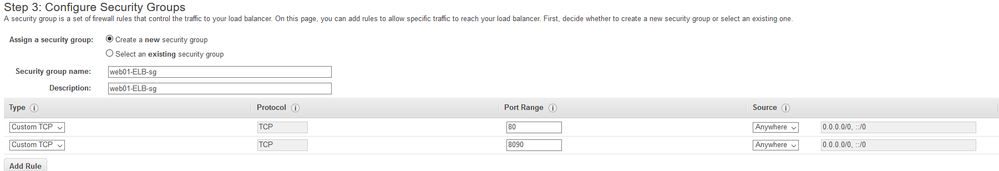 Step 3: Configure Security Groups
A security group is a set of firewall rules that control the traffic to your load balancer. On this page, you can add rules to allow specific traffic to reach your load balancer. First, decide whether to create a new security group or select an existing one.
Assign a security group: Create a new security group
Select an existing security group
Security group name: web01-ELB-sg
Description: web01-ELB-sg
Type i Protocol i Port Range i Source i
Custom TCP TCP 80 Anywhere 0.0.0.0/0, ::/0
Custom TCP TCP 8090 Anywhere 0.0.0.0/0, ::/0
Add Rule